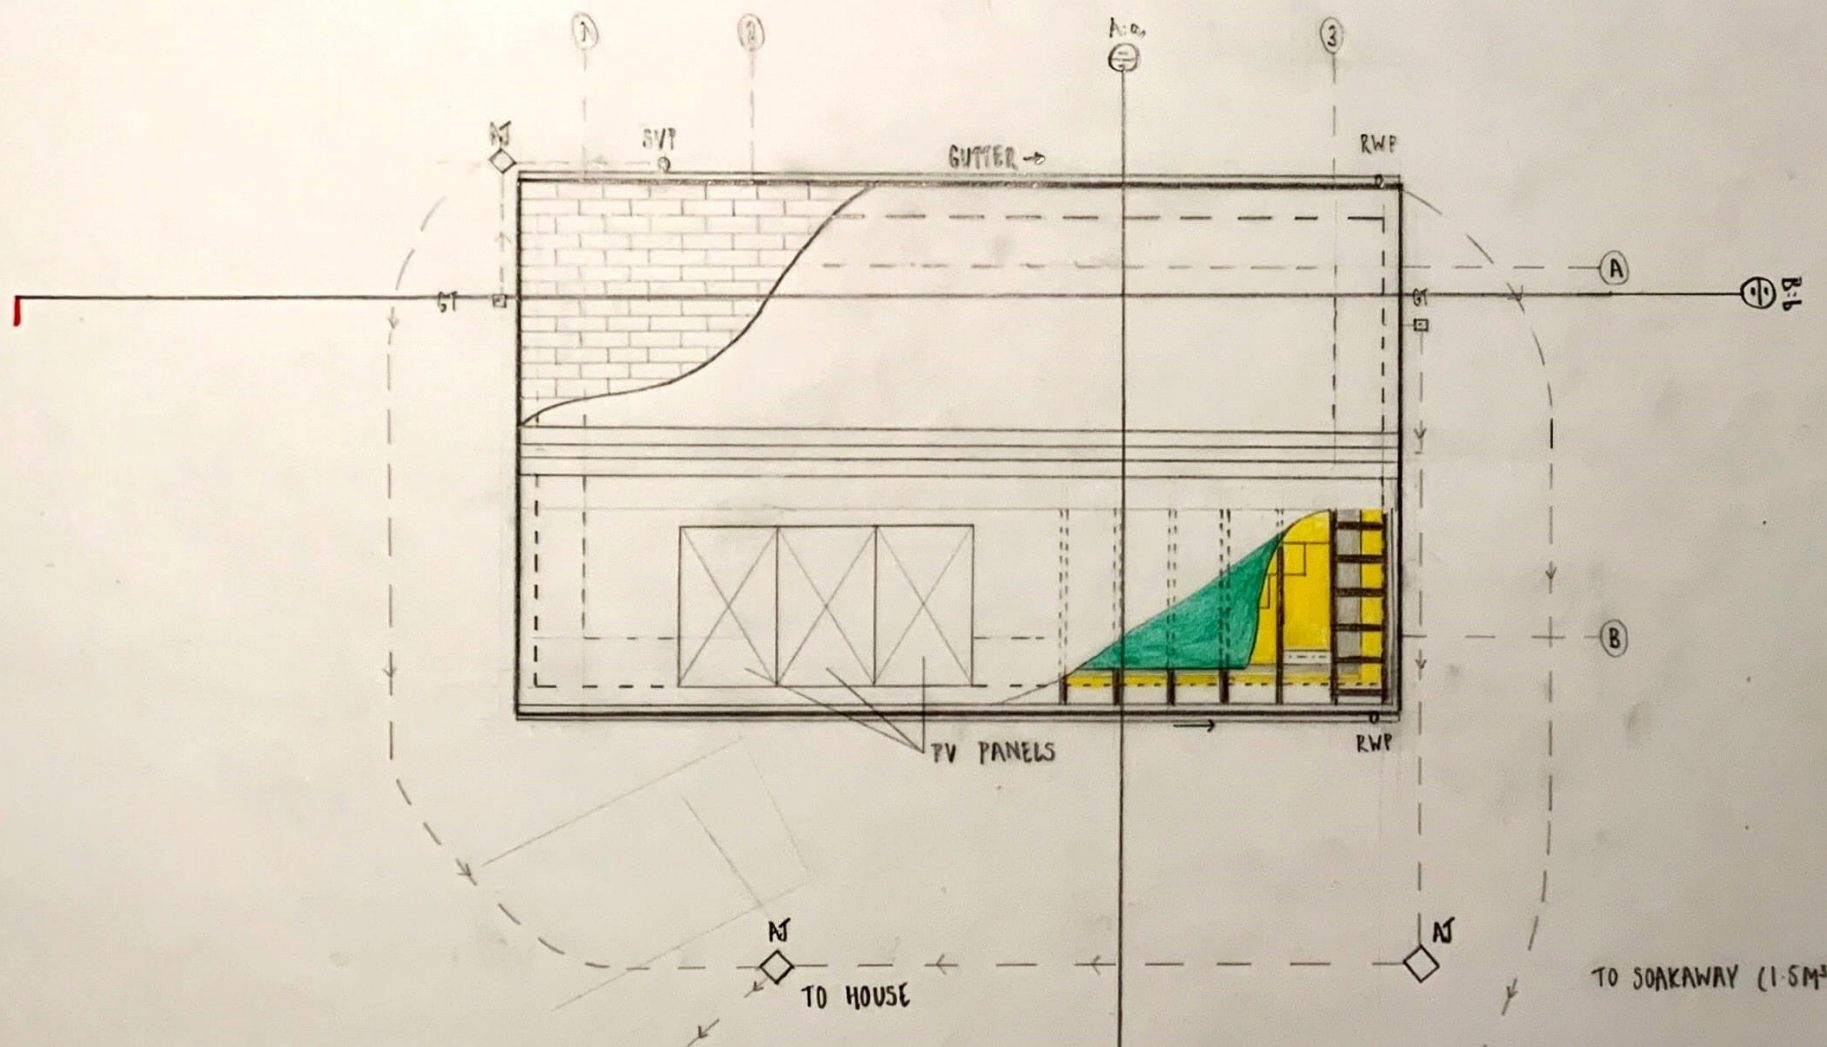 1
2
A:a
3
AJ
SVP
GUTTER →
RWP
A
GT
GT
B:b
B
PV PANELS
RWP
AJ
AJ
TO HOUSE
TO SOAKAWAY (1.5M³